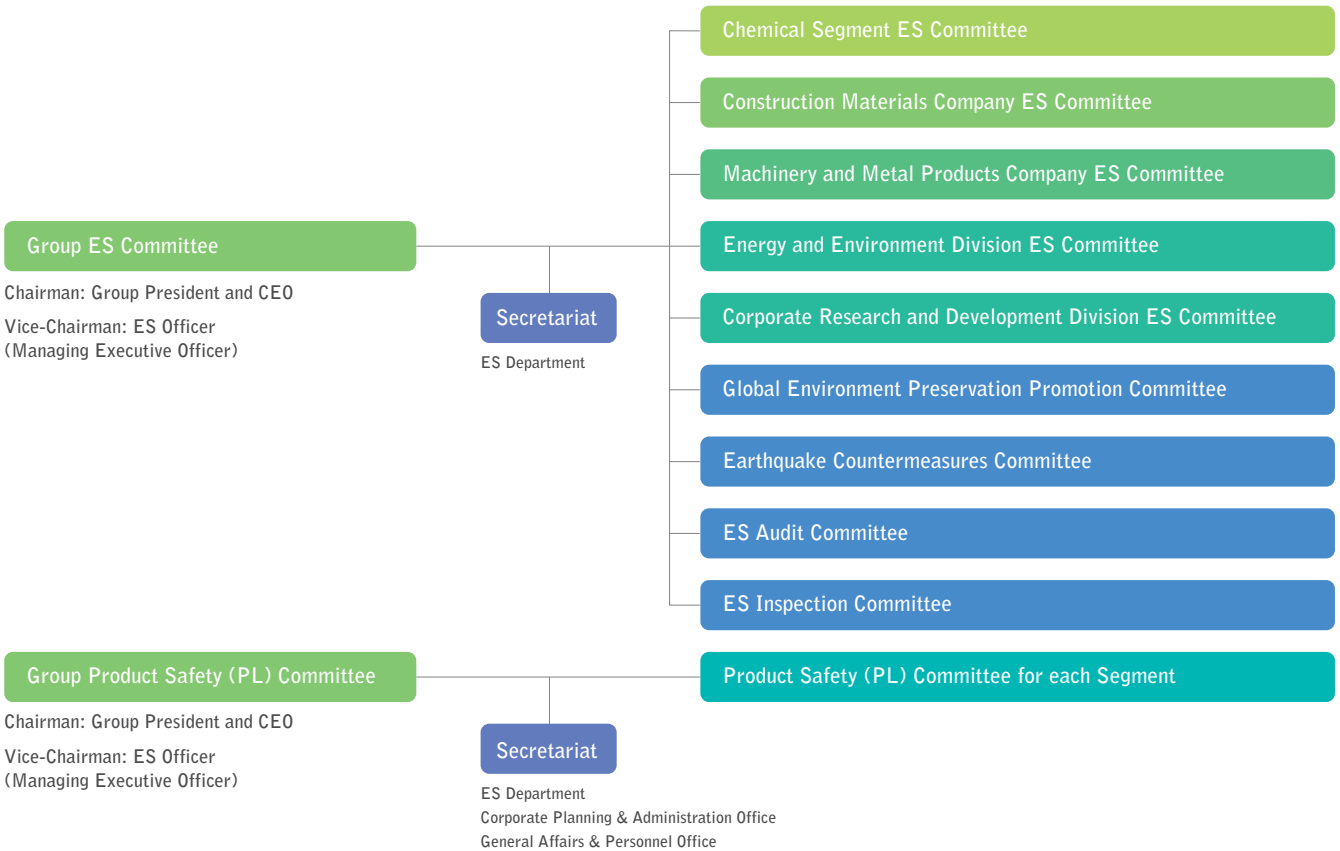 Chemical Segment ES Committee
Construction Materials Company ES Committee
Machinery and Metal Products Company ES Committee
Group ES Committee
Energy and Environment Division ES Committee
Chairman: Group President and CEO
Vice-Chairman: ES Officer
(Managing Executive Officer)
Secretariat
ES Department
Corporate Research and Development Division ES Committee
Global Environment Preservation Promotion Committee
Earthquake Countermeasures Committee
ES Audit Committee
ES Inspection Committee
Group Product Safety (PL) Committee
Product Safety (PL) Committee for each Segment
Chairman: Group President and CEO
Vice-Chairman: ES Officer
(Managing Executive Officer)
Secretariat
ES Department
Corporate Planning & Administration Office
General Affairs & Personnel Office